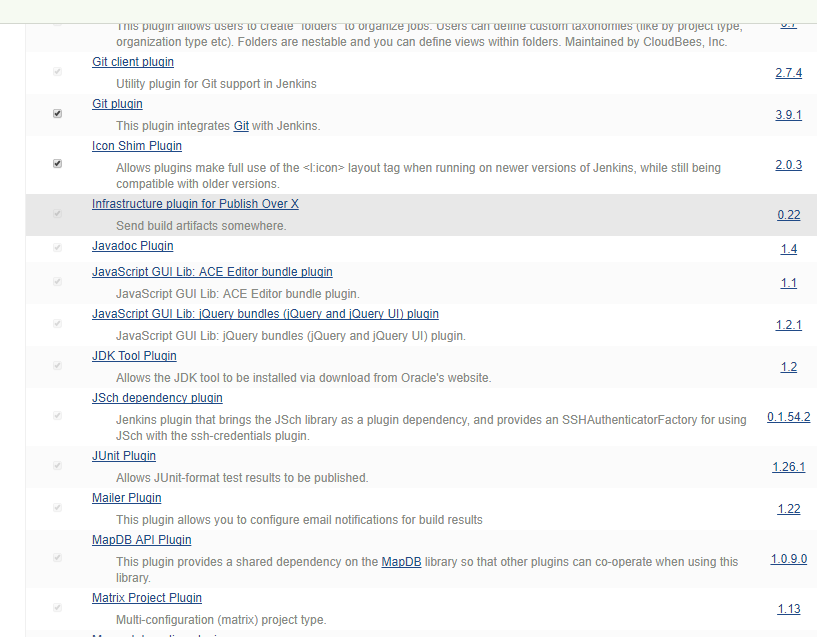 This plugin allows users to create "folders" to organize jobs. Users can define custom taxonomies (like by project type,
organization type etc). Folders are nestable and you can define views within folders. Maintained by CloudBees, Inc.
Git client plugin
Utility plugin for Git support in Jenkins
2.7.4
Git plugin
This plugin integrates Git with Jenkins.
3.9.1
Icon Shim Plugin
Allows plugins make full use of the <l:icon> layout tag when running on newer versions of Jenkins, while still being
compatible with older versions.
2.0.3
Infrastructure plugin for Publish Over X
Send build artifacts somewhere.
0.22
Javadoc Plugin
1.4
JavaScript GUI Lib: ACE Editor bundle plugin
JavaScript GUI Lib: ACE Editor bundle plugin.
1.1
JavaScript GUI Lib: jQuery bundles (jQuery and jQuery UI) plugin
JavaScript GUI Lib: jQuery bundles (jQuery and jQuery UI) plugin.
1.2.1
JDK Tool Plugin
Allows the JDK tool to be installed via download from Oracle's website.
1.2
JSch dependency plugin
Jenkins plugin that brings the JSch library as a plugin dependency, and provides an SSHAuthenticatorFactory for using
JSch with the ssh-credentials plugin.
0.1.54.2
JUnit Plugin
Allows JUnit-format test results to be published.
1.26.1
Mailer Plugin
This plugin allows you to configure email notifications for build results
1.22
MapDB API Plugin
This plugin provides a shared dependency on the MapDB library so that other plugins can co-operate when using this
library.
1.0.9.0
Matrix Project Plugin
Multi-configuration (matrix) project type.
1.13